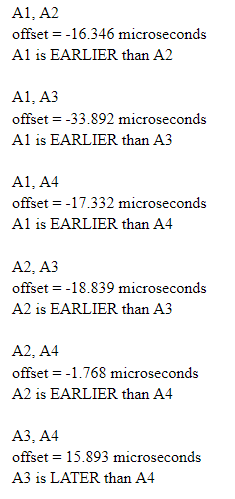 A1, A2
offset = -16.346 microseconds
A1 is EARLIER than A2
A1, A3
offset = -33.892 microseconds
A1 is EARLIER than A3
A1, A4
offset = -17.332 microseconds
A1 is EARLIER than A4
A2, A3
offset = -18.839 microseconds
A2 is EARLIER than A3
A2, A4
offset = -1.768 microseconds
A2 is EARLIER than A4
A3, A4
offset = 15.893 microseconds
A3 is LATER than A4